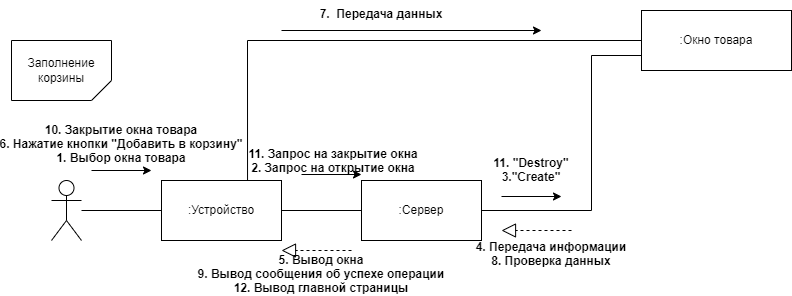 7. Передача данных
:Окно товара
Заполнение
корзины
10. Закрытие окна товара
6. Нажатие кнопки "Добавить в корзину"
1. Выбор окна товара
11. Запрос на закрытие окна
2. Запрос на открытие окна
11. "Destroy"
3."Create"
:Устройство
:Сервер
4. Передача информации
8. Проверка данных
5. Вывод окна
9. Вывод сообщения об успехе операции
12. Вывод главной страницы